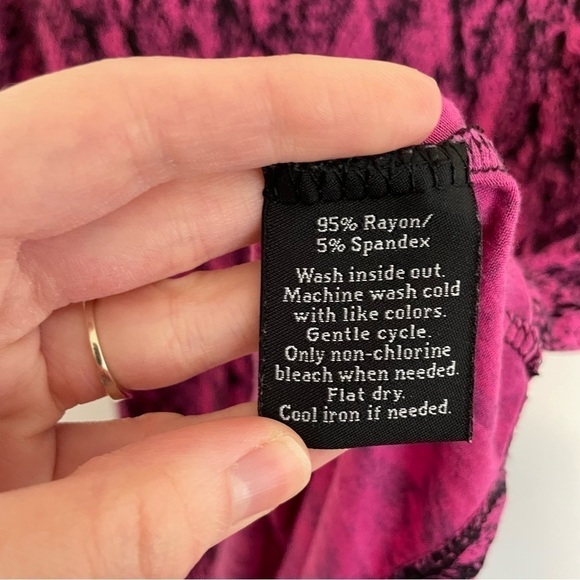 95% Rayon/
5% Spandex
Wash inside out.
Machine wash cold
with like colors.
Gentle cycle.
Only non-chlorine
bleach when needed.
Flat dry.
Cool iron if needed.